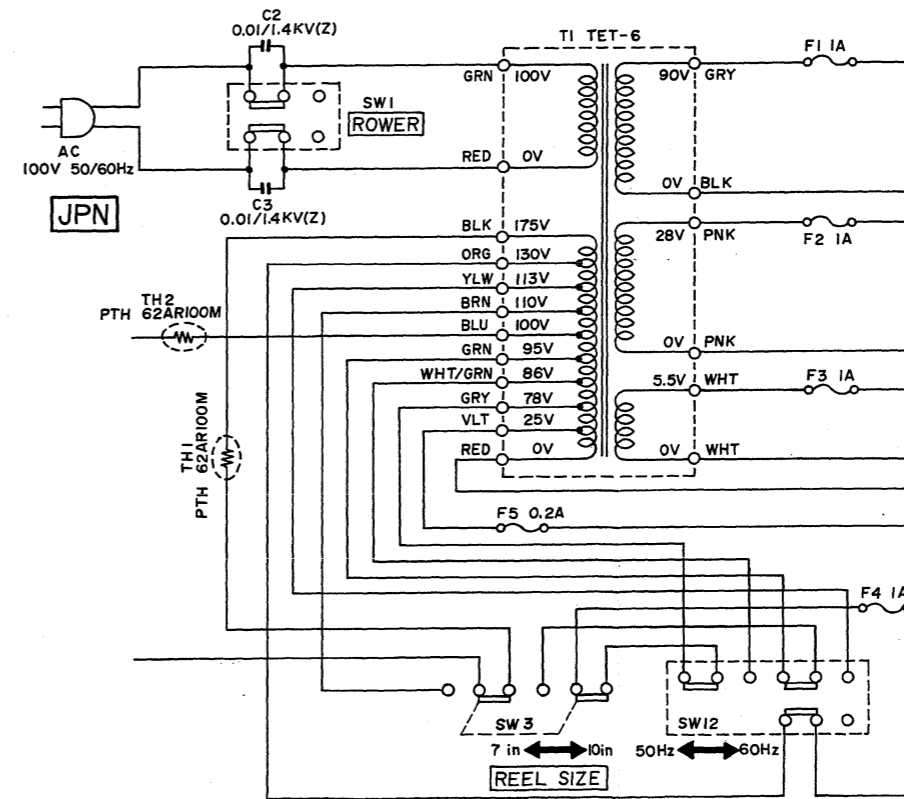 C2
0.01/1.4KV(Z)
SW1
ROWER
AC
100V 50/60Hz
JPN
C3
0.01/1.4KV(Z)
T1 TET-6
GRN 100V
RED 0V
90V GRY
F1 1A
0V BLK
28V PNK
F2 1A
0V PNK
5.5V WHT
F3 1A
0V WHT
BLK 175V
ORG 130V
YLW 113V
BRN 110V
BLU 100V
GRN 95V
WHT/GRN 86V
GRY 78V
VLT 25V
RED 0V
TH2
PTH 62AR100M
TH1
PTH 62AR100M
F5 0.2A
F4 1A
SW3
7 in 10in
REEL SIZE
SW12
50Hz 60Hz